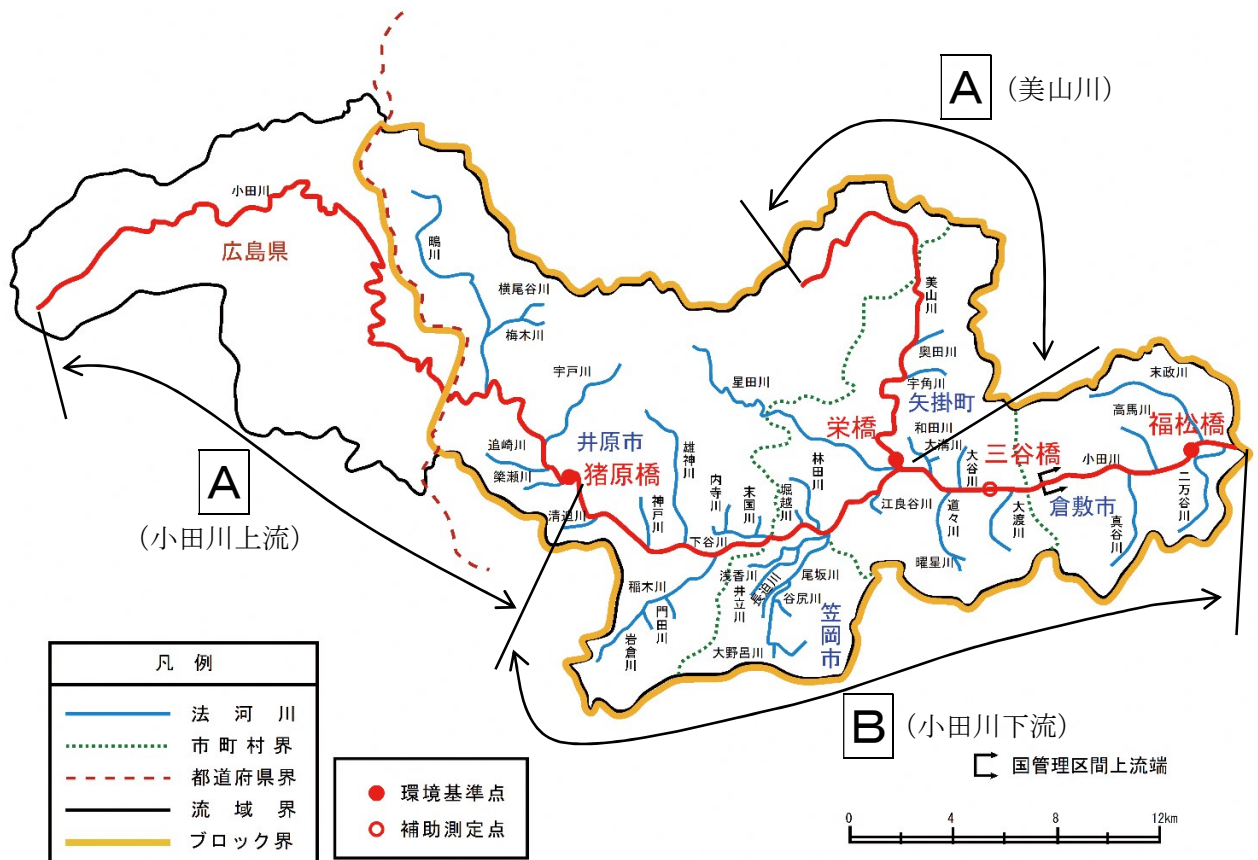 A (美山川)
小田川
広島県
鴫川
横尾谷川
梅木川
美山川
奥田川
宇角川
矢掛町
宇戸川
星田川
末政川
高馬川
福松橋
栄橋
和田川
大溝川
大谷川
三谷橋
小田川
追崎川
井原市
雄神川
簗瀬川
猪原橋
内寺川
末国川
堀越川
林田川
江良谷川
道々川
大渡川
倉敷市
二万谷川
真谷川
A
(小田川上流)
清迫川
神戸川
下谷川
曜星川
浅香川
長迫川
尾坂川
稲木川
井立川
谷尻川
門田川
岩倉川
笠岡市
大野呂川
B (小田川下流)
凡例
法河川
市町村界
都道府県界
流域界
ブロック界
環境基準点
補助測定点
国管理区間上流端
0 4 8 12km